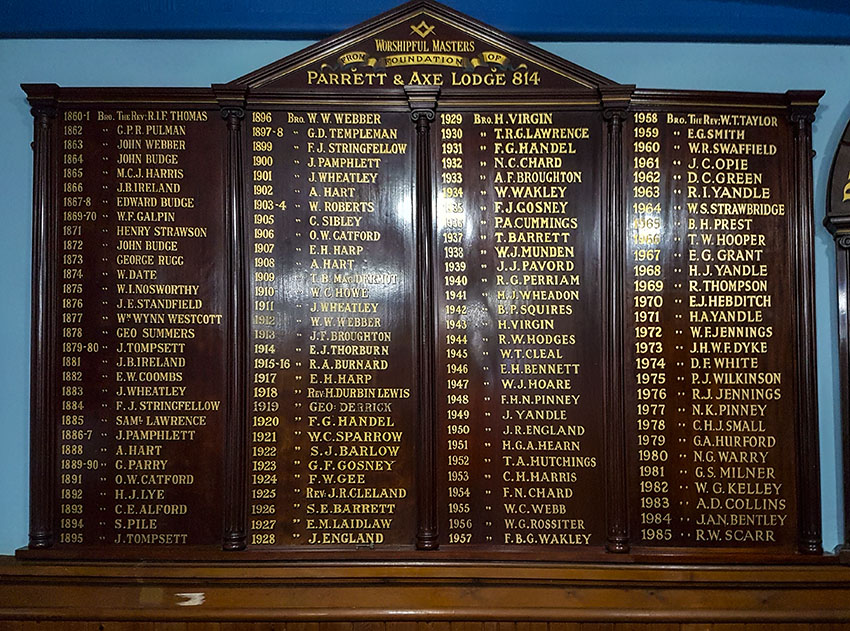 WORSHIPFUL MASTERS
FROM FOUNDATION OF
PARRETT & AXE LODGE 814
1860-1 BRO. THE REV: R.I.F. THOMAS
1862 " G.P.R. PULMAN
1863 " JOHN WEBBER
1864 " JOHN BUDGE
1865 " M.C.J. HARRIS
1866 " J.B. IRELAND
1867-8 " EDWARD BUDGE
1869-70 " W.F. GALPIN
1871 HENRY STRAWSON
1872 " JOHN BUDGE
1873 " GEORGE RUGG
1874 " W. DATE
1875 " W.I. NOSWORTHY
1876 " J.E. STANDFIELD
1877 " WM WYNN WESTCOTT
1878 " GEO SUMMERS
1879-80 " J. TOMPSETT
1881 " J.B. IRELAND
1882 " E.W. COOMBS
1883 " J. WHEATLEY
1884 " F.J. STRINGFELLOW
1885 " SAML LAWRENCE
1886-7 " J. PAMPHLETT
1888 " A. HART
1889-90 " G. PARRY
1891 " O.W. CATFORD
1892 " H.J. LYE
1893 " C.E. ALFORD
1894 " S. PILE
1895 " J. TOMPSETT
1896 BRO. W.W. WEBBER
1897-8 " G.D. TEMPLEMAN
1899 " F.J. STRINGFELLOW
1900 " J. PAMPHLETT
1901 " J. WHEATLEY
1902 " A. HART
1903-4 " W. ROBERTS
1905 " C. SIBLEY
1906 " O.W. CATFORD
1907 " E.H. HARP
1908 " A. HART
1909 " T.B. MACDERMOT
1910 " W.C. HOWE
1911 " J. WHEATLEY
1912 " W.W. WEBBER
1913 " J.F. BROUGHTON
1914 " E.J. THORBURN
1915-16 " R.A. BURNARD
1917 " E.H. HARP
1918 " REV: H. DURBIN LEWIS
1919 " GEO: DERRICK
1920 " F.G. HANDEL
1921 " W.C. SPARROW
1922 " S.J. BARLOW
1923 " G.F. GOSNEY
1924 " F.W. GEE
1925 " REV: J.R. CLELAND
1926 " S.E. BARRETT
1927 " E.M. LAIDLAW
1928 " J. ENGLAND
1929 BRO. H. VIRGIN
1930 " T.R.G. LAWRENCE
1931 " F.G. HANDEL
1932 " N.C. CHARD
1933 " A.F. BROUGHTON
1934 " W. WAKLEY
1935 " F.J. GOSNEY
1936 " P.A. CUMMINGS
1937 " T. BARRETT
1938 " W.J. MUNDEN
1939 " J.J. PAVORD
1940 " R.G. PERRIAM
1941 " H.J. WHEADON
1942 " B.P. SQUIRES
1943 " H. VIRGIN
1944 " R.W. HODGES
1945 " W.T. CLEAL
1946 " E.H. BENNETT
1947 " W.J. HOARE
1948 " F.H.N. PINNEY
1949 " J. YANDLE
1950 " J.R. ENGLAND
1951 " H.G.A. HEARN
1952 " T.A. HUTCHINGS
1953 " C.H. HARRIS
1954 " F.N. CHARD
1955 " W.C. WEBB
1956 " W.G. ROSSITER
1957 " F.B.G. WAKLEY
1958 BRO. THE REV: W.T. TAYLOR
1959 " E.G. SMITH
1960 " W.R. SWAFFIELD
1961 " J.C. OPIE
1962 " D.C. GREEN
1963 " R.I. YANDLE
1964 " W.S. STRAWBRIDGE
1965 " B.H. PREST
1966 " T.W. HOOPER
1967 " E.G. GRANT
1968 " H.J. YANDLE
1969 " R. THOMPSON
1970 " E.J. HEBDITCH
1971 " H.A. YANDLE
1972 " W.F. JENNINGS
1973 " J.H.W.F. DYKE
1974 " D.F. WHITE
1975 " P.J. WILKINSON
1976 " R.J. JENNINGS
1977 " N.K. PINNEY
1978 " C.H.J. SMALL
1979 " G.A. HURFORD
1980 " N.G. WARRY
1981 " G.S. MILNER
1982 " W.G. KELLEY
1983 " A.D. COLLINS
1984 " J.A.N. BENTLEY
1985 " R.W. SCARR